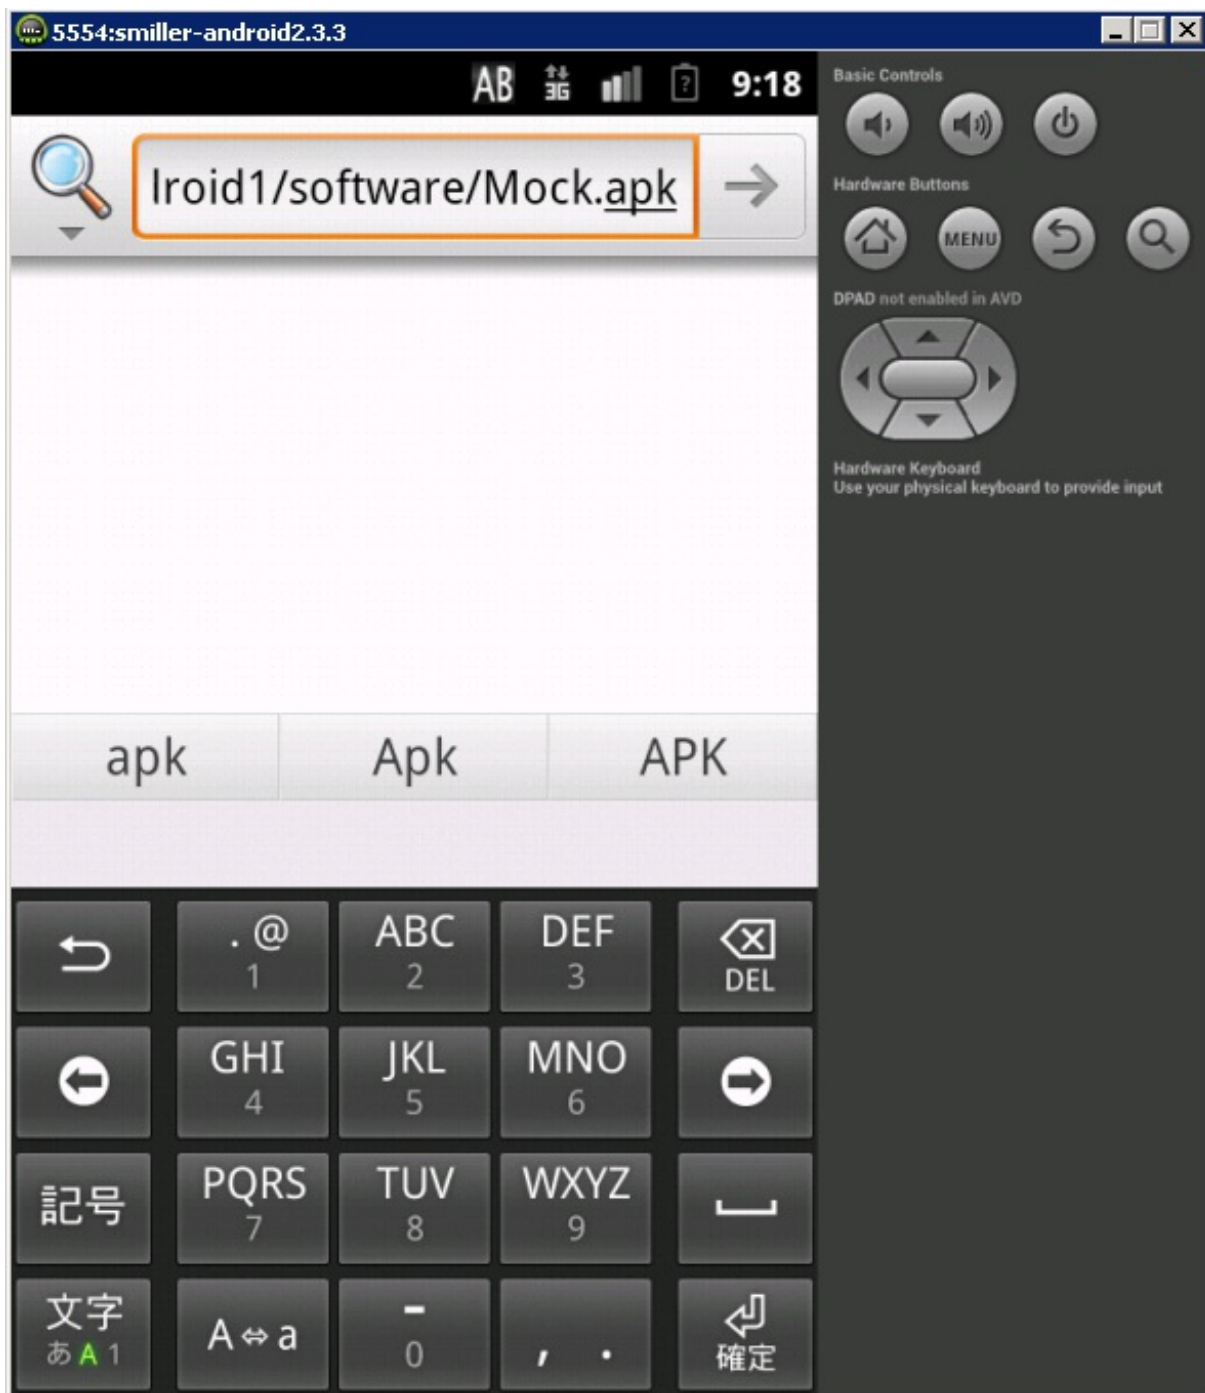 5554:smiller-android2.3.3
AB 3G 9:18
lroid1/software/Mock.apk
apk Apk APK
. @ ABC DEF
1 2 3 DEL
GHI JKL MNO
4 5 6
記号 PQRS TUV WXYZ
7 8 9
文字 A⇔a - , .
あ A 1 0 確定
Basic Controls
Hardware Buttons
MENU
DPAD not enabled in AVD
Hardware Keyboard
Use your physical keyboard to provide input